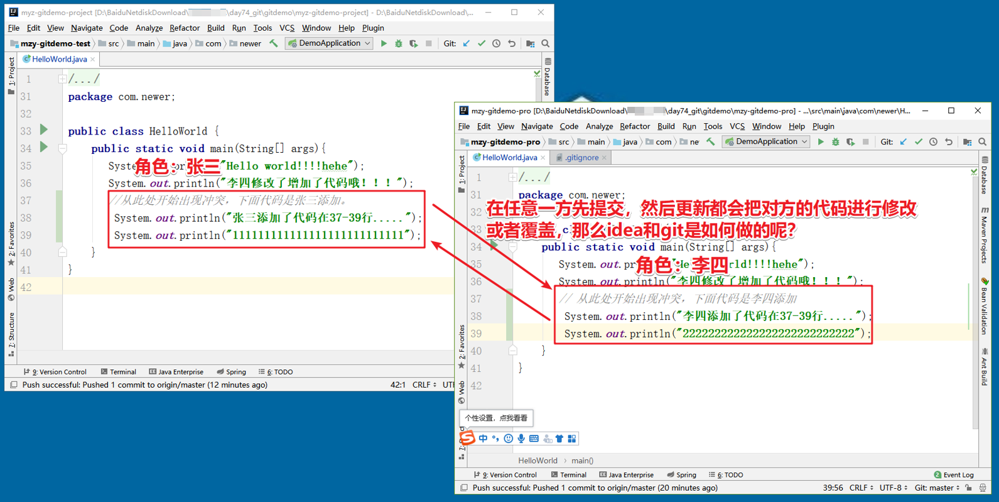 myz-gitdemo-project [D:\BaiduNetdiskDownload\
\day74_git\gitdemo\myz-gitdemo-project] - D:\BaiduNetdiskDownload\...
File Edit View Navigate Code Analyze Refactor Build Run Tools VCS Window Help Plugin
mzy-gitdemo-test src main java com newer DemoApplication Git:
HelloWorld.java
1: Project
2: Favorites
Web
7: Structure
Database
1 /.../
31 package com.newer;
32
33 public class HelloWorld {
34 public static void main(String[] args){
35 System.out.println("Hello world!!!!hehe");
角色：张三
36 System.out.println("李四修改了增加了代码哦！！！");
37 //从此处开始出现冲突，下面代码是张三添加。
38 System.out.println("张三添加了代码在37-39行.....");
39 System.out.println("1111111111111111111111111111");
40 }
41 }
42
9: Version Control Terminal Java Enterprise Spring 6: TODO
Push successful: Pushed 1 commit to origin/master (12 minutes ago) 42:1 CRLF UTF
mzy-gitdemo-pro [D:\BaiduNetdiskDownload\
\day74_git\gitdemo\mzy-gitdemo-pro] - ...\src\main\java\com\newer\H...
File Edit View Navigate Code Analyze Refactor Build Run Tools VCS Window Help Plugin
mzy-gitdemo-pro src main java com ne DemoApplication Git:
HelloWorld.java .gitignore
1: Project
2: Favorites
Web
Database
Maven Projects
Bean Validation
Ant Build
1 /.../
31 package com.newer;
32
在任意一方先提交，然后更新都会把对方的代码进行修改
33
或者覆盖，那么idea和git是如何做的呢？
34 public static void main(String[] args){
35 System.out.println("Hello world!!!!hehe");
角色：李四
36 System.out.println("李四修改了增加了代码哦！！！");
37 // 从此处开始出现冲突，下面代码是李四添加
38 System.out.println("李四添加了代码在37-39行.....");
39 System.out.println("2222222222222222222222222222");
40 }
41 }
42
个性设置，点我看看
S 中
HelloWorld › main()
9: Version Control Terminal Java Enterprise Spring 6: TODO 2 Event Log
Push successful: Pushed 1 commit to origin/master (20 minutes ago) 39:56 CRLF UTF-8 Git: master